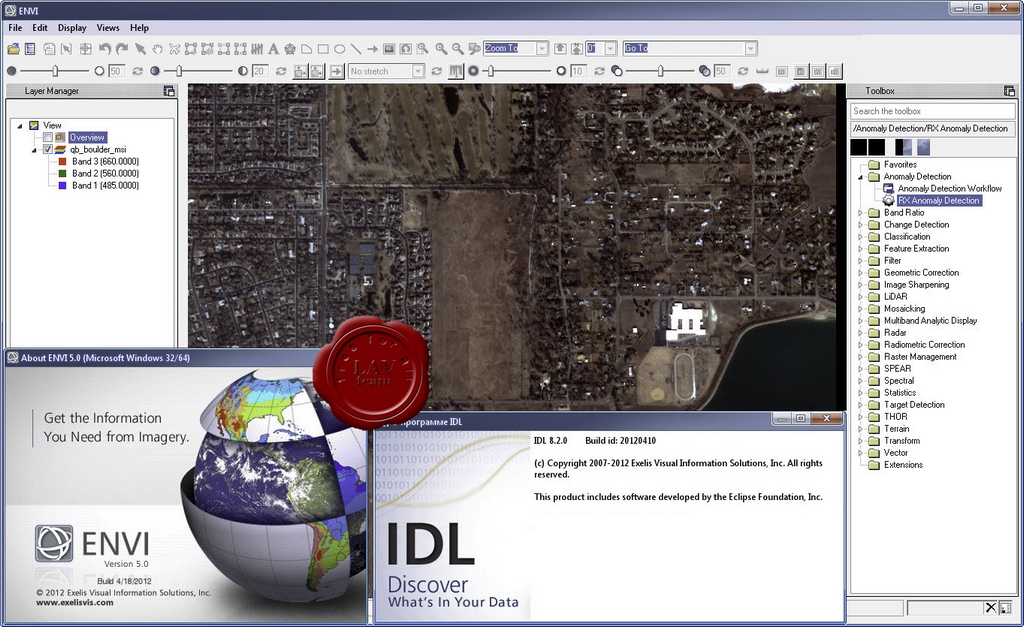 ENVI
File Edit Display Views Help
Zoom To
0°
Go To
50
20
No stretch
10
50
Layer Manager
View
Overview
qb_boulder_msi
Band 3 (660.0000)
Band 2 (560.0000)
Band 1 (485.0000)
Toolbox
Search the toolbox
/Anomaly Detection/RX Anomaly Detection
Favorites
Anomaly Detection
Anomaly Detection Workflow
RX Anomaly Detection
Band Ratio
Change Detection
Classification
Feature Extraction
Filter
Geometric Correction
Image Sharpening
LiDAR
Mosaicking
Multiband Analytic Display
Radar
Radiometric Correction
Raster Management
SPEAR
Spectral
Statistics
Target Detection
THOR
Terrain
Transform
Vector
Extensions
About ENVI 5.0 (Microsoft Windows 32/64)
Get the Information
You Need from Imagery.
ENVI
Version 5.0
Build 4/18/2012
© 2012 Exelis Visual Information Solutions, Inc.
www.exelisvis.com
LAV
team
программе IDL
IDL 8.2.0 Build id: 20120410
(c) Copyright 2007-2012 Exelis Visual Information Solutions, Inc. All rights
reserved.
This product includes software developed by the Eclipse Foundation, Inc.
IDL
Discover
What's In Your Data